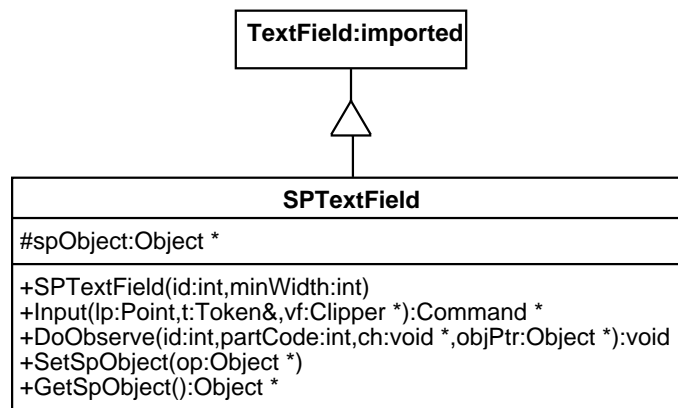 TextField:imported
SPTextField
#spObject:Object *
+SPTextField(id:int,minWidth:int)
+Input(lp:Point,t:Token&,vf:Clipper *):Command *
+DoObserve(id:int,partCode:int,ch:void *,objPtr:Object *):void
+SetSpObject(op:Object *)
+GetSpObject():Object *